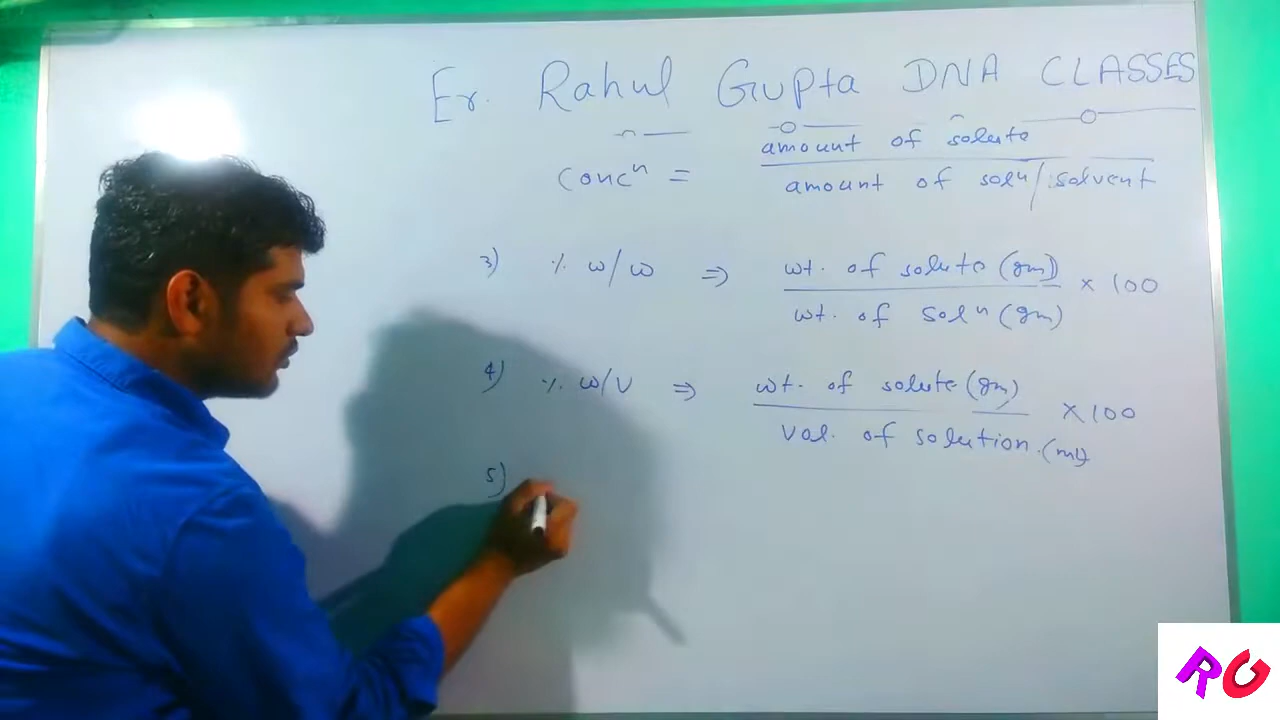 Er. Rahul Gupta DNA CLASSES
concⁿ = amount of solute
amount of solⁿ/solvent
3) % w/w ⇒ wt. of solute (gm) × 100
wt. of solⁿ (gm)
4) % w/v ⇒ wt. of solute (gm) × 100
vol. of solution. (ml)
5)
RG